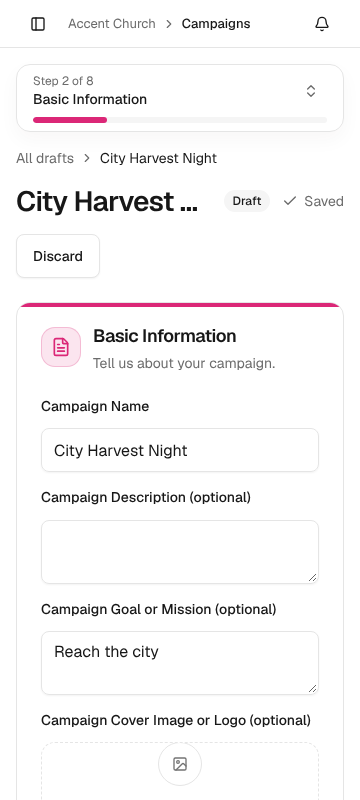 Accent Church > Campaigns
Step 2 of 8
Basic Information
All drafts > City Harvest Night
City Harvest ...
Draft
Saved
Discard
Basic Information
Tell us about your campaign.
Campaign Name
City Harvest Night
Campaign Description (optional)
Campaign Goal or Mission (optional)
Reach the city
Campaign Cover Image or Logo (optional)